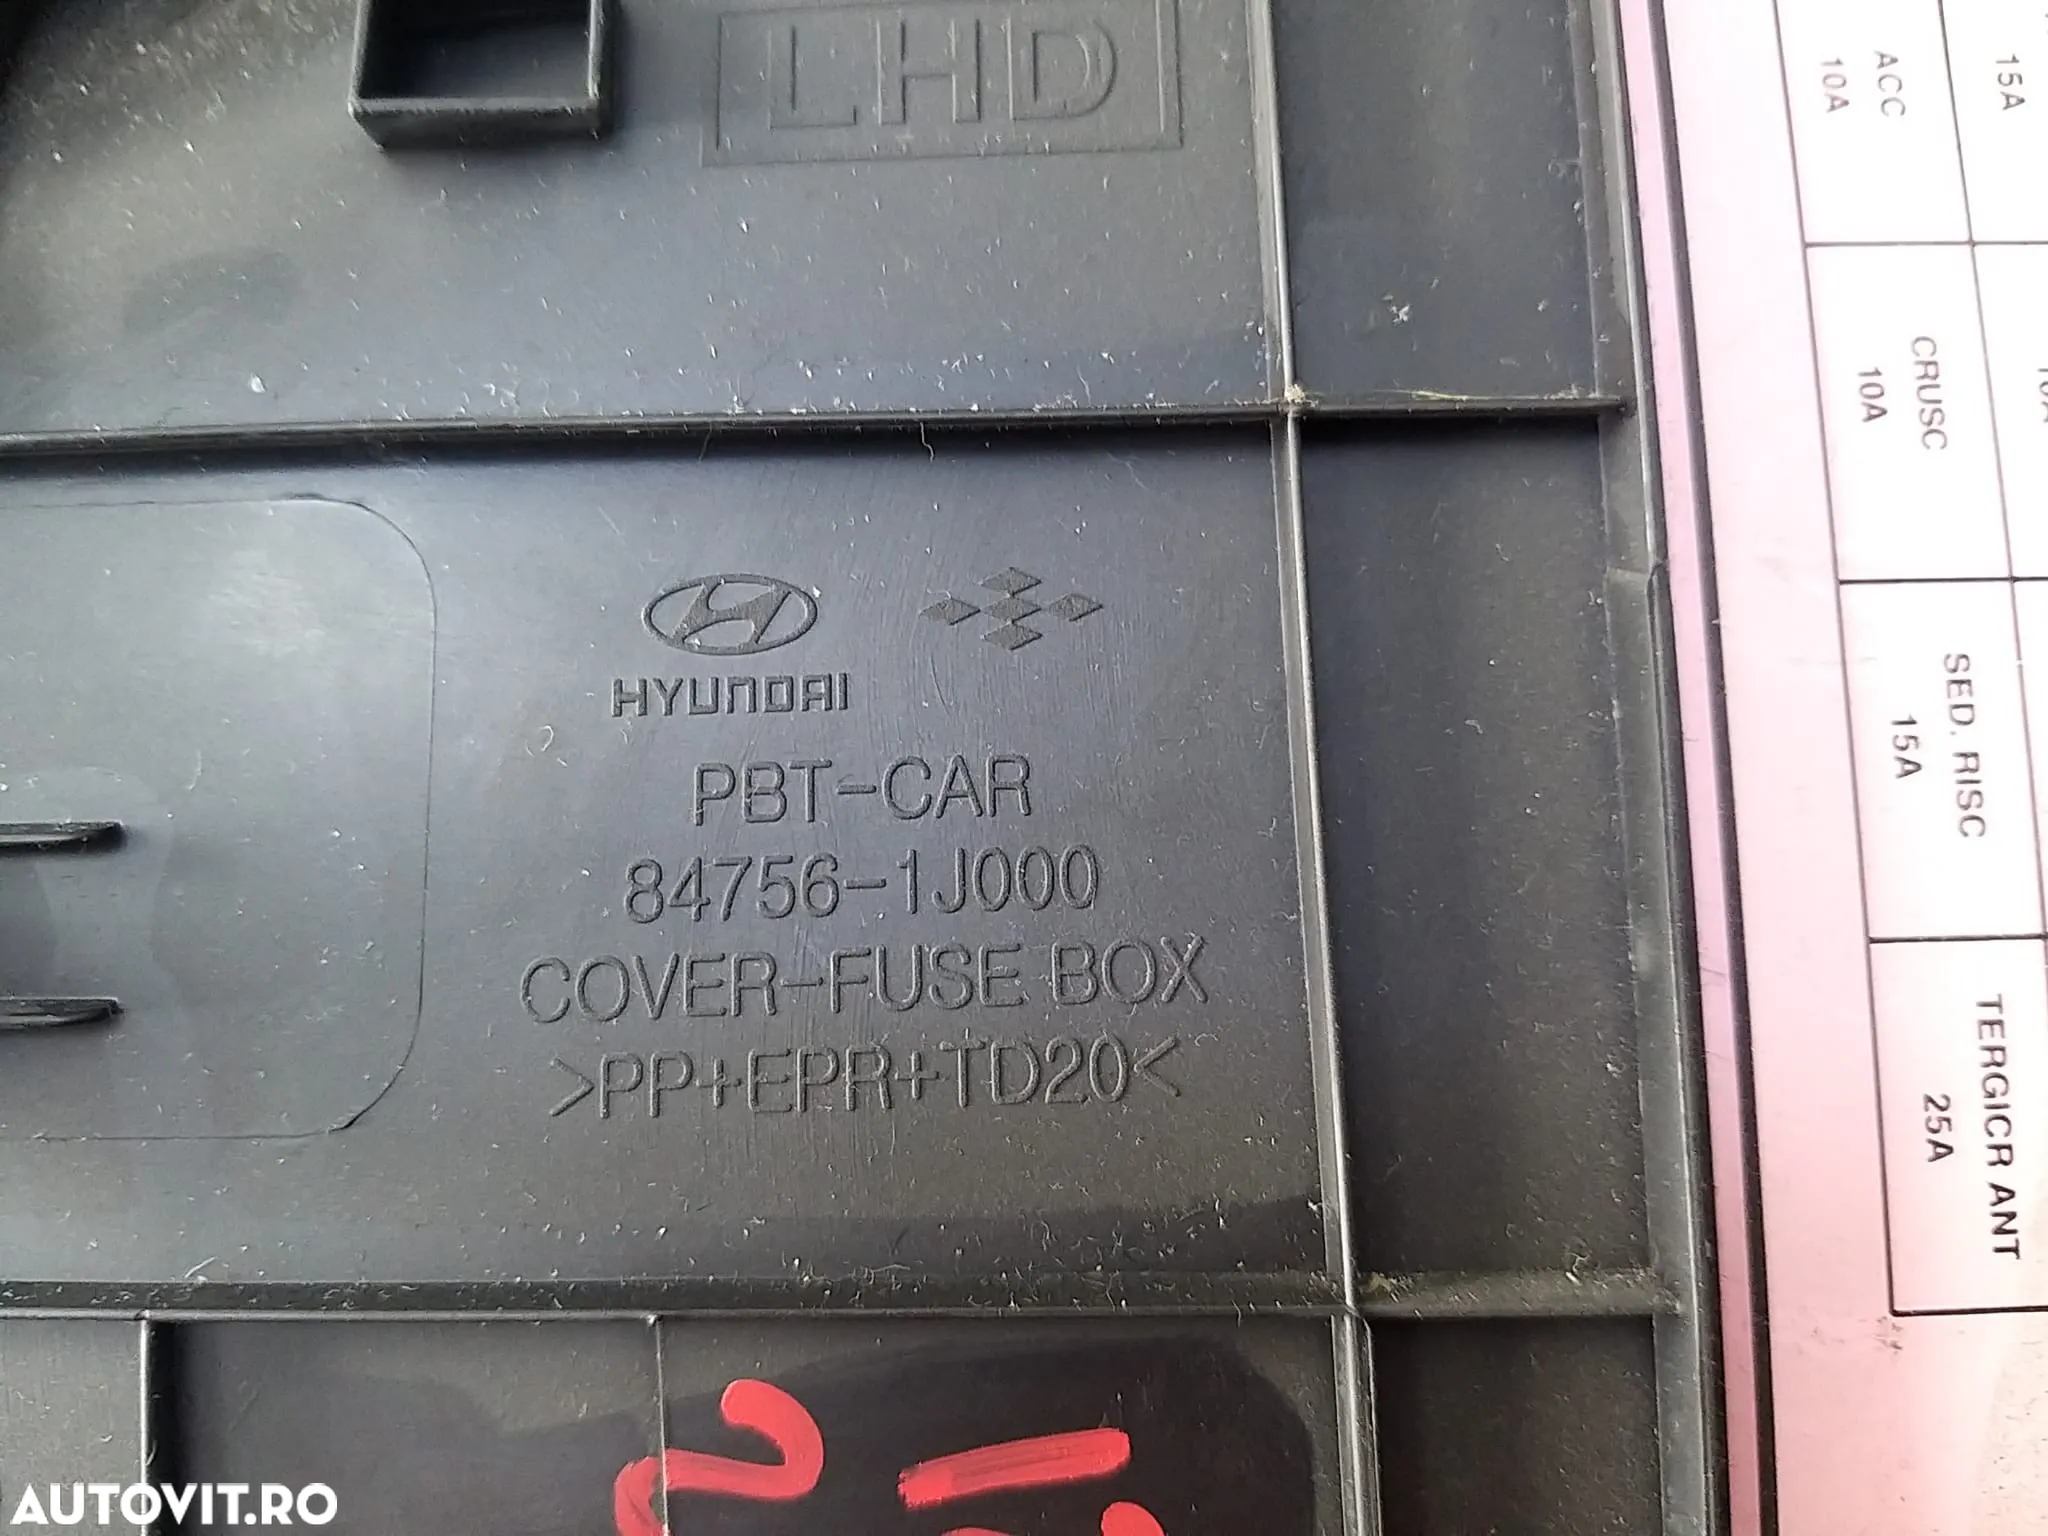 LHD
HYUNDAI
PBT-CAR
84756-1J000
COVER-FUSE BOX
>PP+EPR+TD20<
15A
ACC
10A
CRUSC
10A
10A
SED. RISC
15A
TERGICR ANT
25A
AUTOVIT.RO